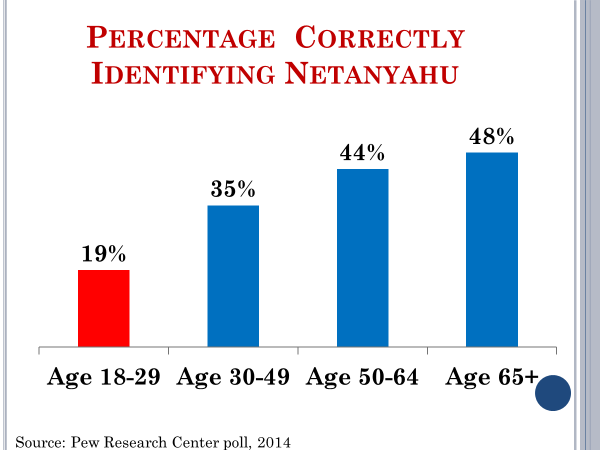 PERCENTAGE CORRECTLY
IDENTIFYING NETANYAHU
48%
44%
35%
19%
Age 18-29 Age 30-49 Age 50-64 Age 65+
Source: Pew Research Center poll, 2014